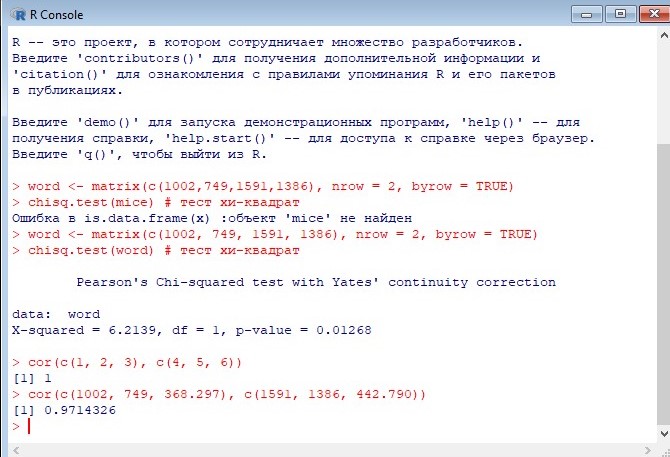 R Console
R -- это проект, в котором сотрудничает множество разработчиков.
Введите 'contributors()' для получения дополнительной информации и
'citation()' для ознакомления с правилами упоминания R и его пакетов
в публикациях.
Введите 'demo()' для запуска демонстрационных программ, 'help()' -- для
получения справки, 'help.start()' -- для доступа к справке через браузер.
Введите 'q()', чтобы выйти из R.
> word <- matrix(c(1002,749,1591,1386), nrow = 2, byrow = TRUE)
> chisq.test(mice) # тест хи-квадрат
Ошибка в is.data.frame(x) :объект 'mice' не найден
> word <- matrix(c(1002, 749, 1591, 1386), nrow = 2, byrow = TRUE)
> chisq.test(word) # тест хи-квадрат
Pearson's Chi-squared test with Yates' continuity correction
data:  word
X-squared = 6.2139, df = 1, p-value = 0.01268
> cor(c(1, 2, 3), c(4, 5, 6))
[1] 1
> cor(c(1002, 749, 368.297), c(1591, 1386, 442.790))
[1] 0.9714326
>